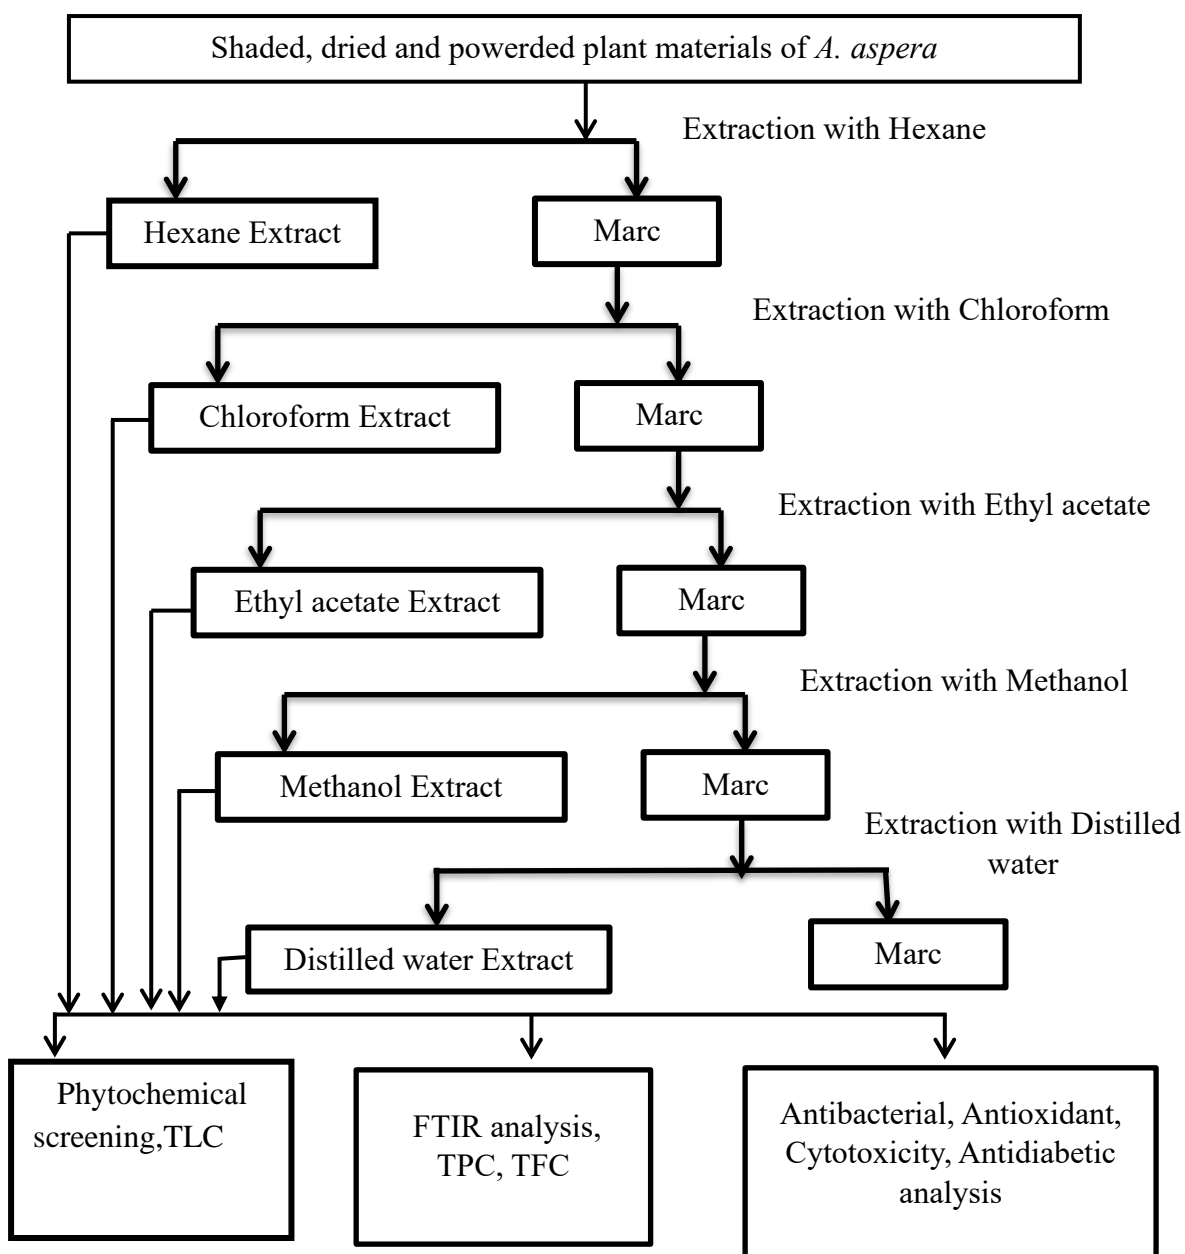 Shaded, dried and powerded plant materials of A. aspera
Extraction with Hexane
Hexane Extract
Marc
Extraction with Chloroform
Chloroform Extract
Marc
Extraction with Ethyl acetate
Ethyl acetate Extract
Marc
Extraction with Methanol
Methanol Extract
Marc
Extraction with Distilled
water
Distilled water Extract
Marc
Phytochemical
screening,TLC
FTIR analysis,
TPC, TFC
Antibacterial, Antioxidant,
Cytotoxicity, Antidiabetic
analysis